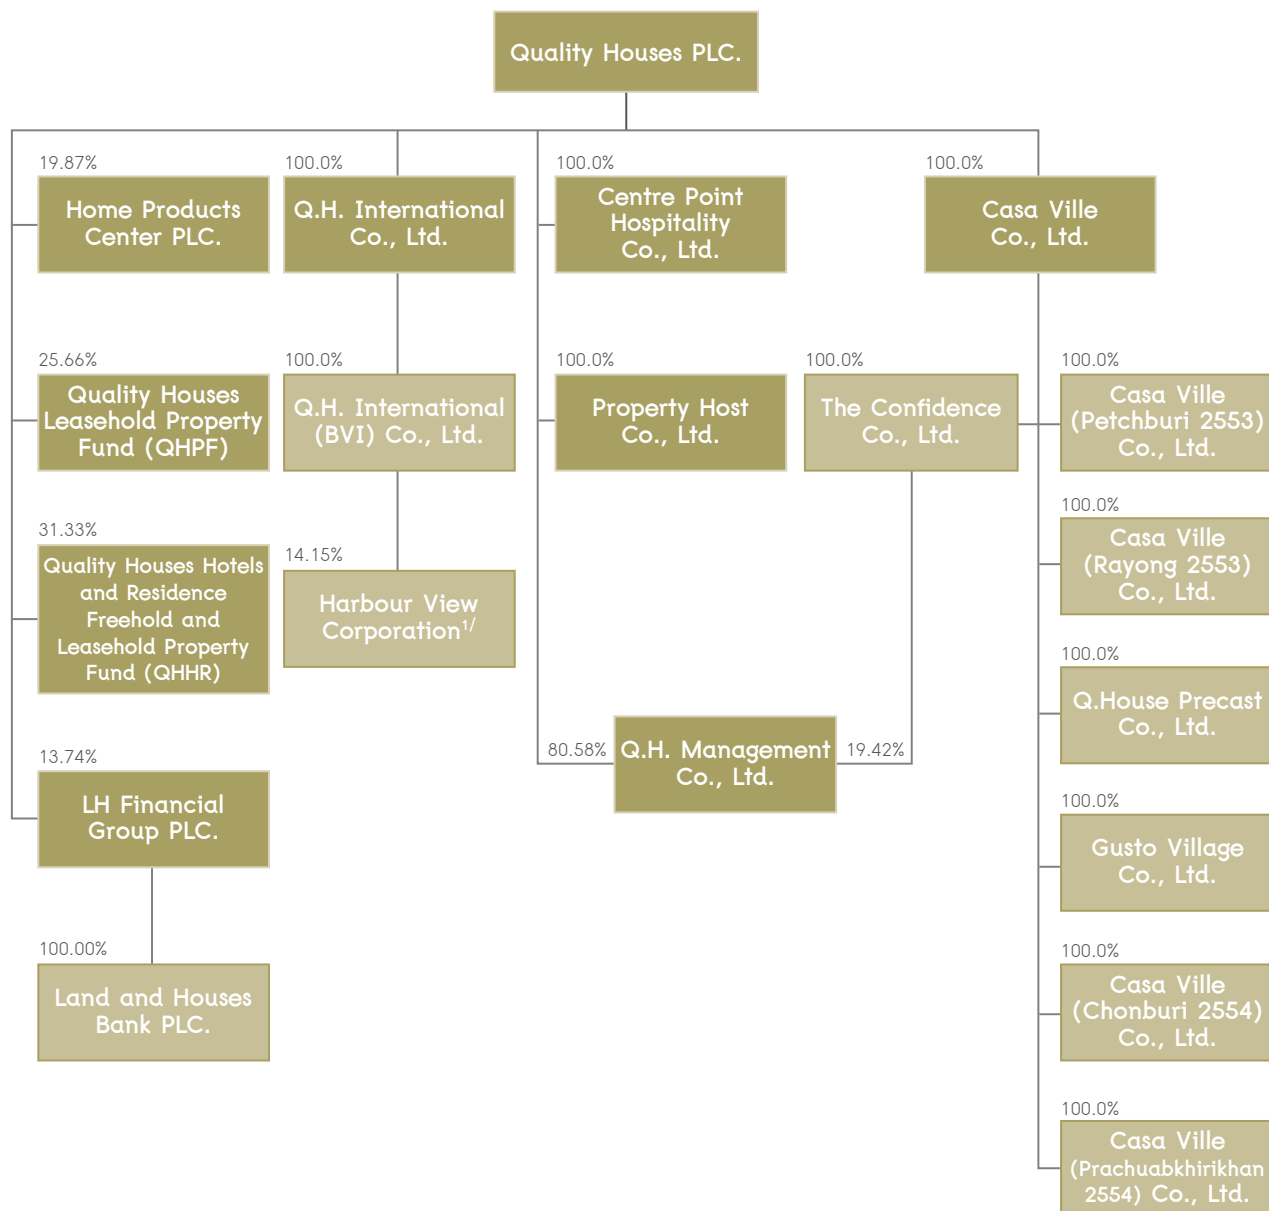 Quality Houses PLC.
19.87%
Home Products
Center PLC.
25.66%
Quality Houses
Leasehold Property
Fund (QHPF)
31.33%
Quality Houses Hotels
and Residence
Freehold and
Leasehold Property
Fund (QHHR)
13.74%
LH Financial
Group PLC.
100.00%
Land and Houses
Bank PLC.
100.0%
Q.H. International
Co., Ltd.
100.0%
Q.H. International
(BVI) Co., Ltd.
14.15%
Harbour View
Corporation¹/
100.0%
Centre Point
Hospitality
Co., Ltd.
100.0%
Property Host
Co., Ltd.
80.58%
Q.H. Management
Co., Ltd.
19.42%
100.0%
The Confidence
Co., Ltd.
100.0%
Casa Ville
Co., Ltd.
100.0%
Casa Ville
(Petchburi 2553)
Co., Ltd.
100.0%
Casa Ville
(Rayong 2553)
Co., Ltd.
100.0%
Q.House Precast
Co., Ltd.
100.0%
Gusto Village
Co., Ltd.
100.0%
Casa Ville
(Chonburi 2554)
Co., Ltd.
100.0%
Casa Ville
(Prachuabkhirikhan
2554) Co., Ltd.